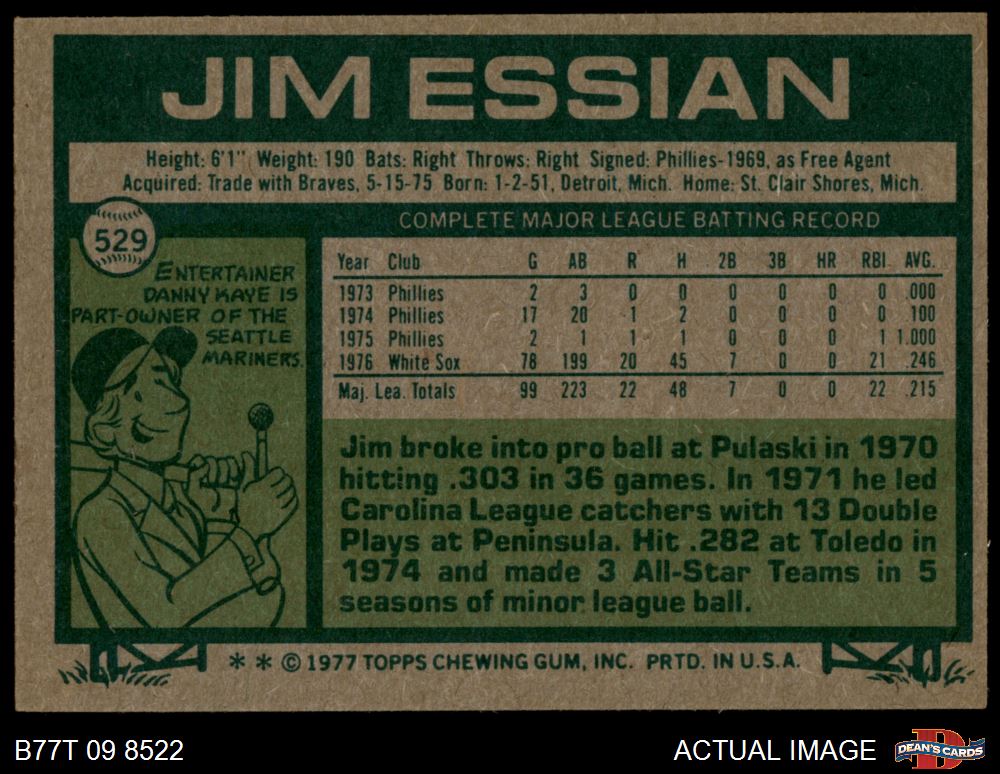 JIM ESSIAN
Height: 6'1" Weight: 190 Bats: Right Throws: Right Signed: Phillies-1969, as Free Agent
Acquired: Trade with Braves, 5-15-75 Born: 1-2-51, Detroit, Mich. Home: St. Clair Shores, Mich.
529
ENTERTAINER
DANNY KAYE IS
PART-OWNER OF THE
SEATTLE
MARINERS.
COMPLETE MAJOR LEAGUE BATTING RECORD
Year Club G AB R H 2B 3B HR RBI AVG.
1973 Phillies 2 3 0 0 0 0 0 0 .000
1974 Phillies 17 20 1 2 0 0 0 0 .100
1975 Phillies 2 1 1 1 0 0 0 1 1.000
1976 White Sox 78 199 20 45 7 0 0 21 .246
Maj. Lea. Totals 99 223 22 48 7 0 0 22 .215
Jim broke into pro ball at Pulaski in 1970
hitting .303 in 36 games. In 1971 he led
Carolina League catchers with 13 Double
Plays at Peninsula. Hit .282 at Toledo in
1974 and made 3 All-Star Teams in 5
seasons of minor league ball.
* * © 1977 TOPPS CHEWING GUM, INC. PRTD. IN U.S.A.
B77T 09 8522
ACTUAL IMAGE
D
DEAN'S CARDS